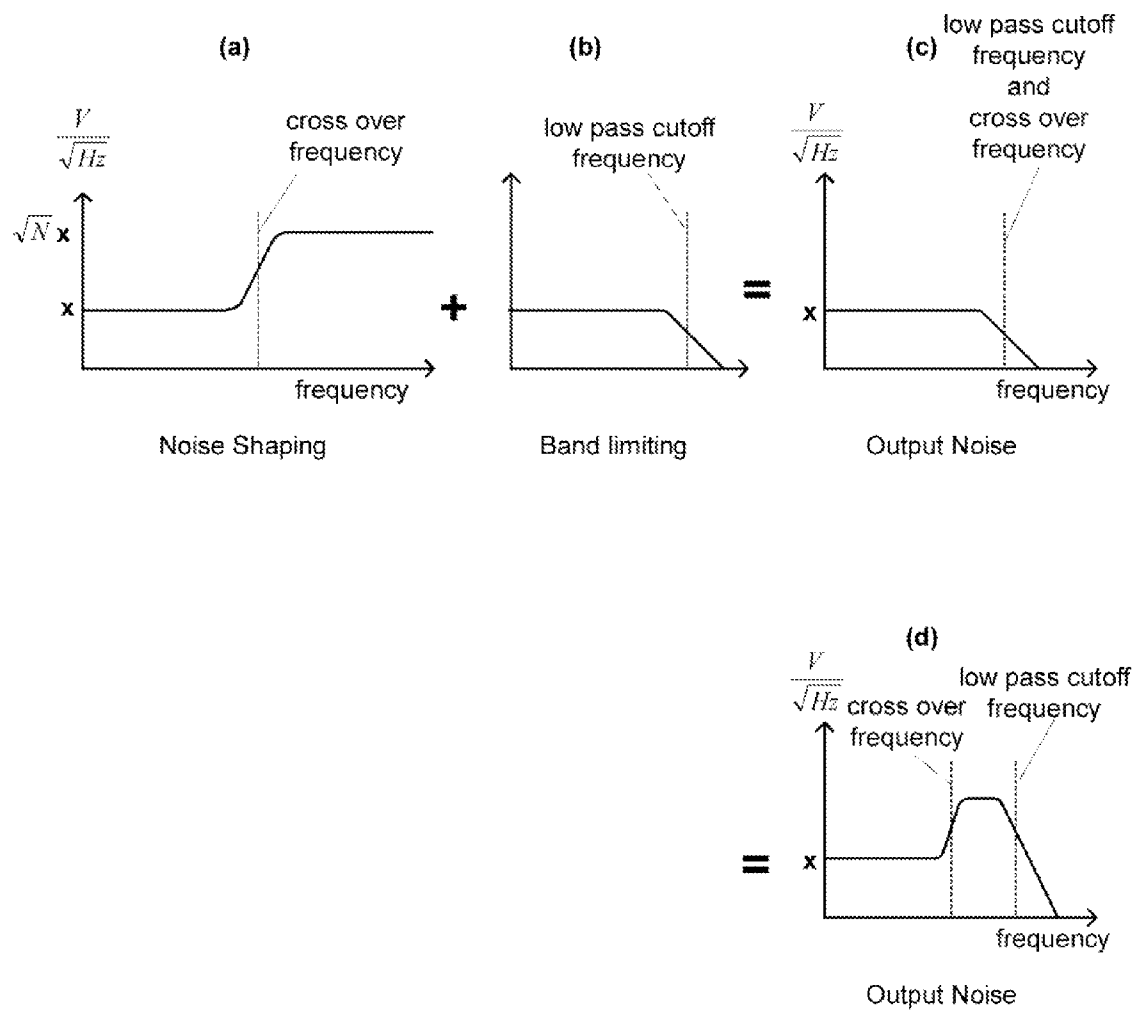 (a)
(b)
(c)
low pass cutoff
frequency
and
cross over
frequency
V
√Hz
cross over
frequency
low pass cutoff
frequency
V
√Hz
√N x
x
+
=
x
frequency
frequency
Noise Shaping
Band limiting
Output Noise
(d)
V
√Hz
low pass cutoff
frequency
cross over
frequency
=
x
frequency
Output Noise